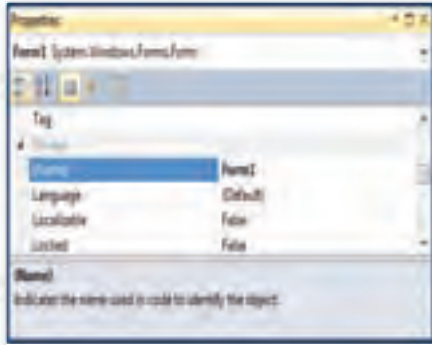 Properties
Form1 System.Windows.Forms.Form
Tag
(Name) Form1
Language (Default)
Localizable False
Locked False
(Name)
Indicates the name used in code to identify the object.